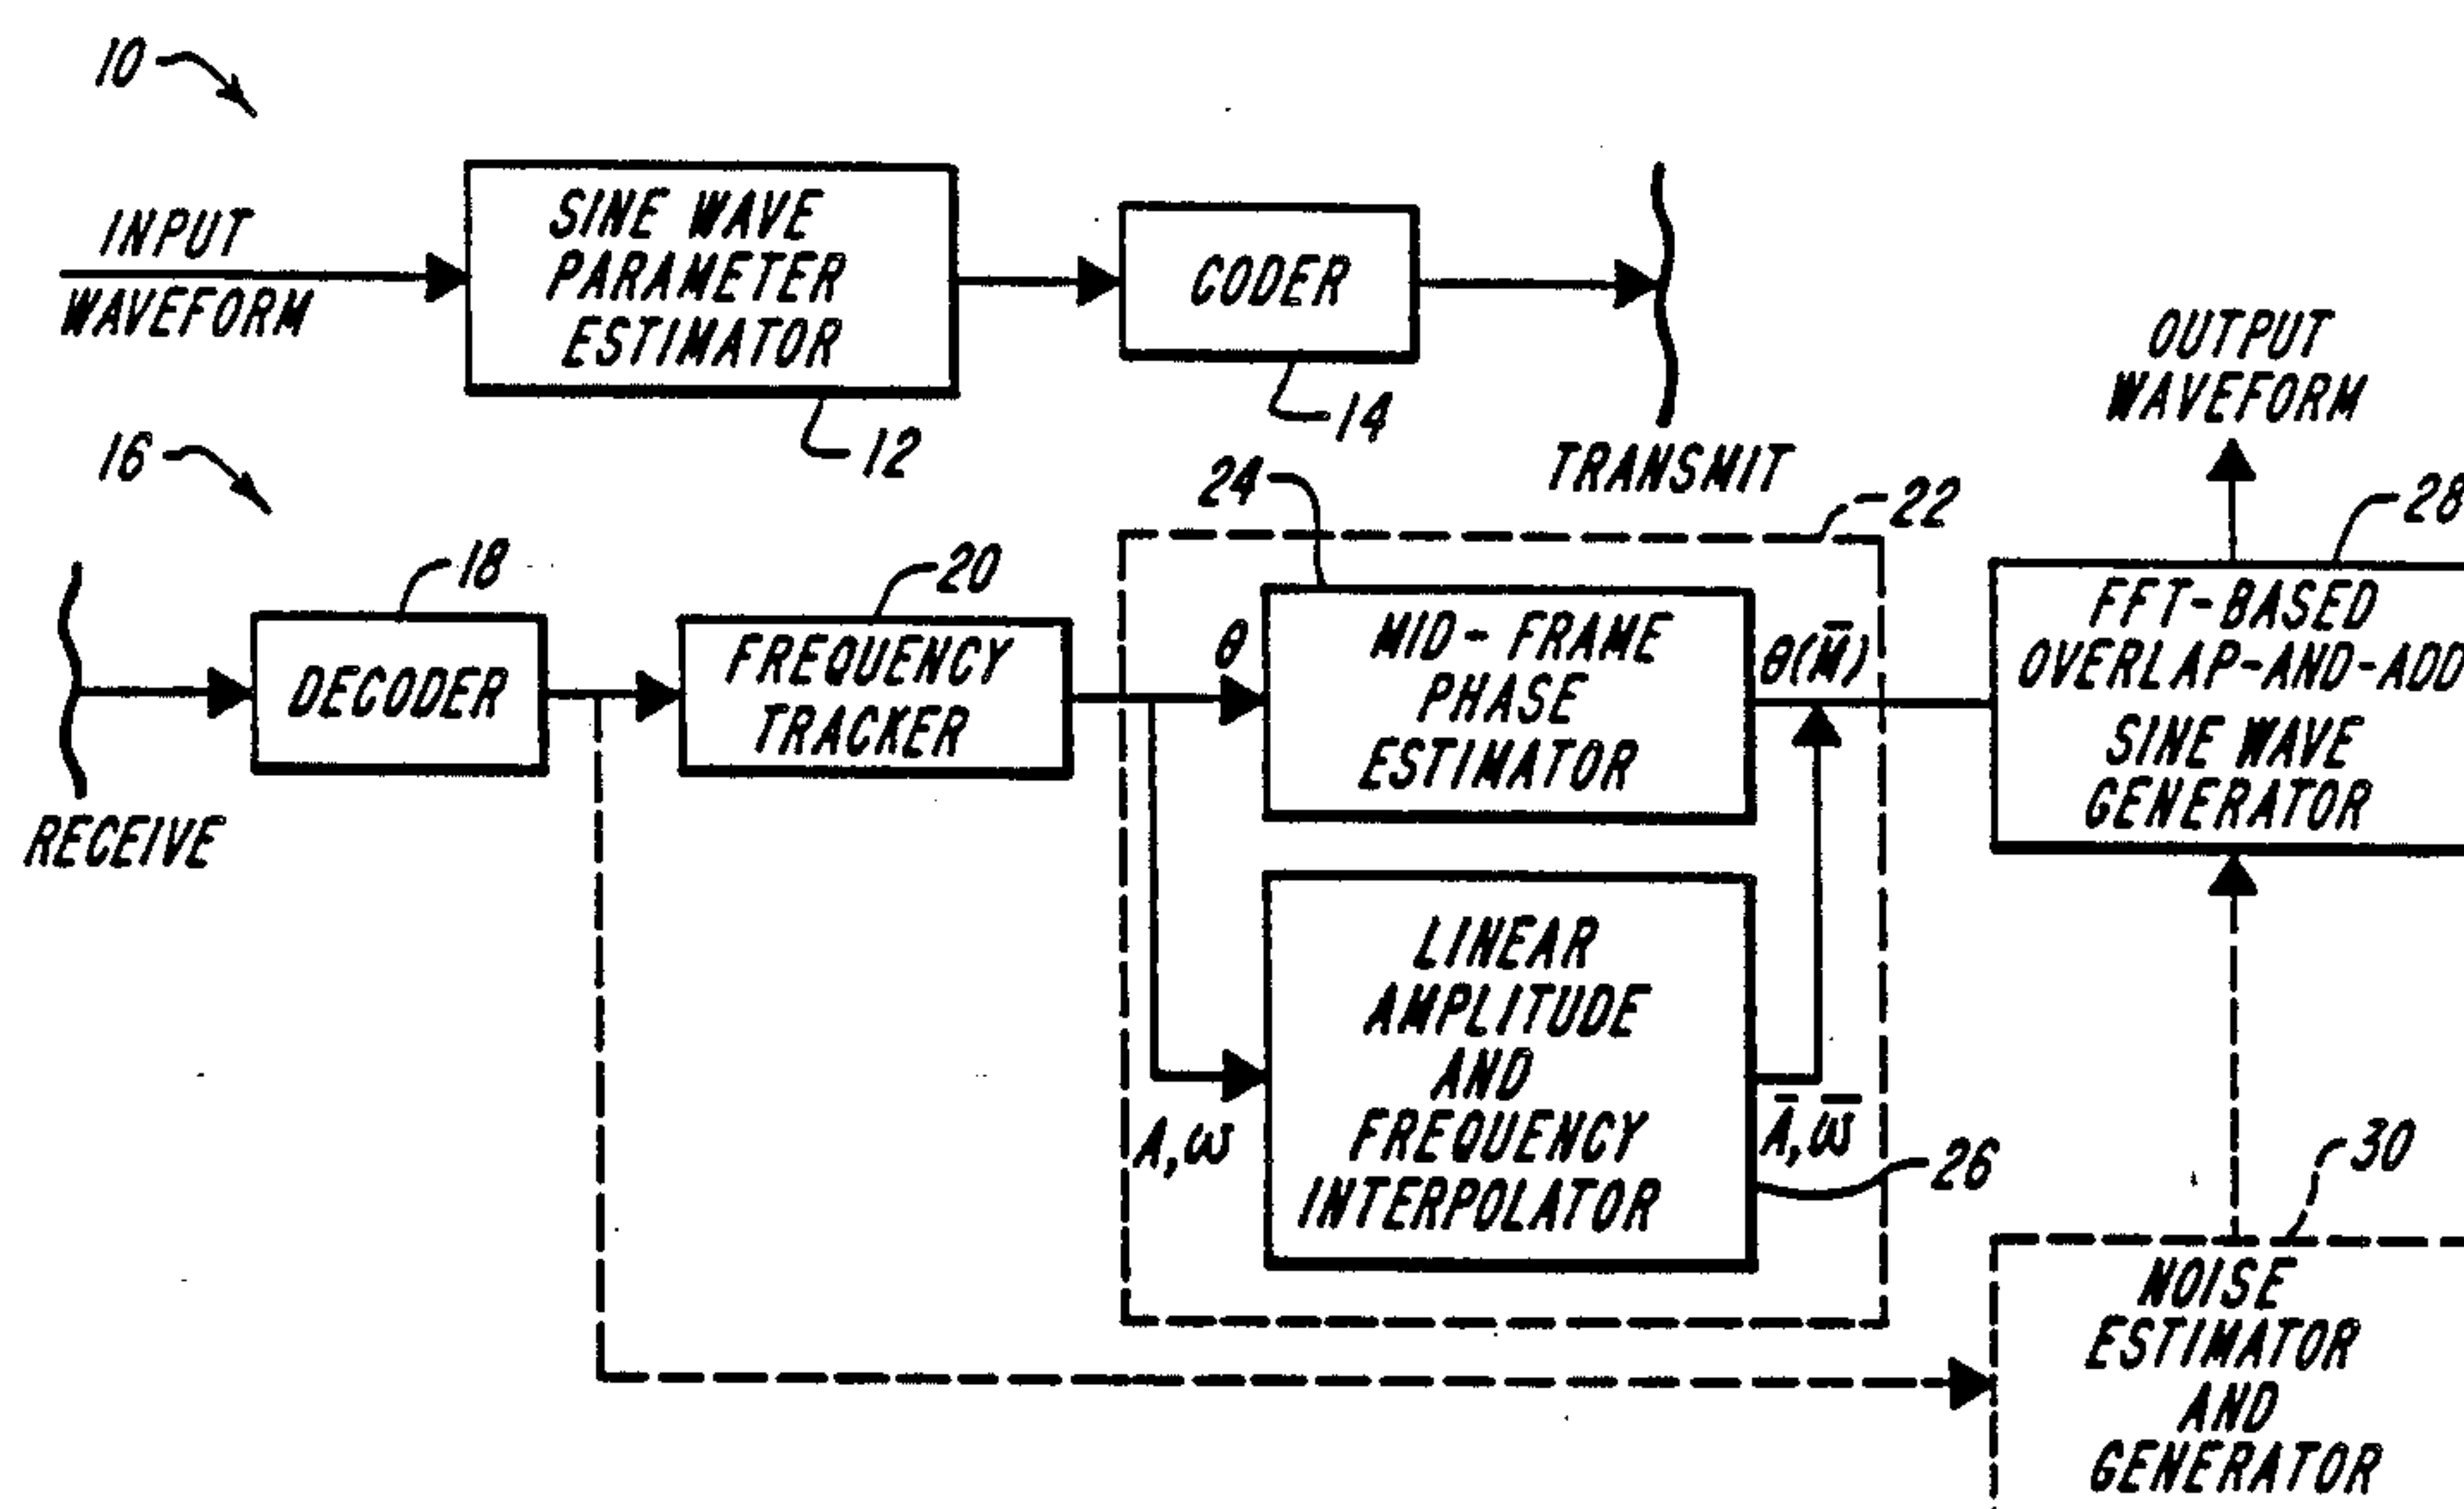 10
INPUT
WAVEFORM
SINE WAVE
PARAMETER
ESTIMATOR
12
CODER
14
TRANSMIT
OUTPUT
WAVEFORM
16
RECEIVE
DECODER
18
FREQUENCY
TRACKER
20
22
24
θ
MID-FRAME
PHASE
ESTIMATOR
θ(M̅)
A,ω
LINEAR
AMPLITUDE
AND
FREQUENCY
INTERPOLATOR
A̅,ω̅
26
28
FFT-BASED
OVERLAP-AND-ADD
SINE WAVE
GENERATOR
30
NOISE
ESTIMATOR
AND
GENERATOR